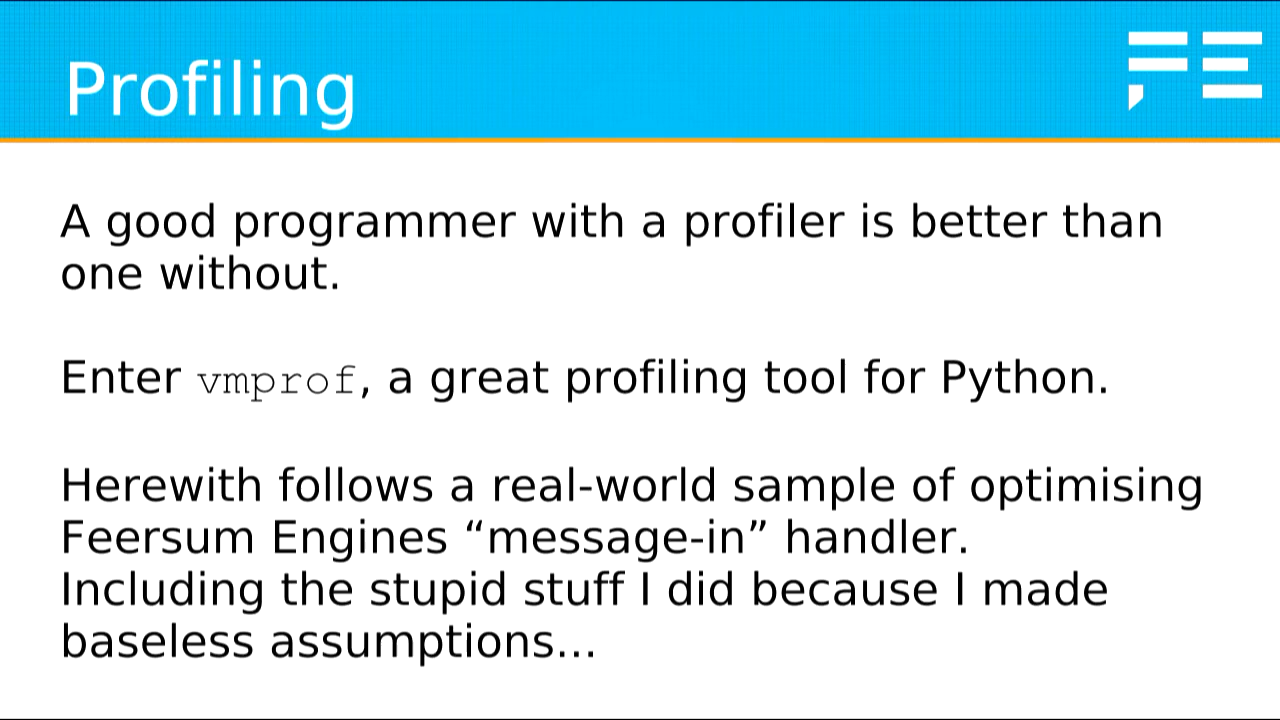 Profiling
FE
A good programmer with a profiler is better than
one without.
Enter vmprof, a great profiling tool for Python.
Herewith follows a real-world sample of optimising
Feersum Engines “message-in” handler.
Including the stupid stuff I did because I made
baseless assumptions...